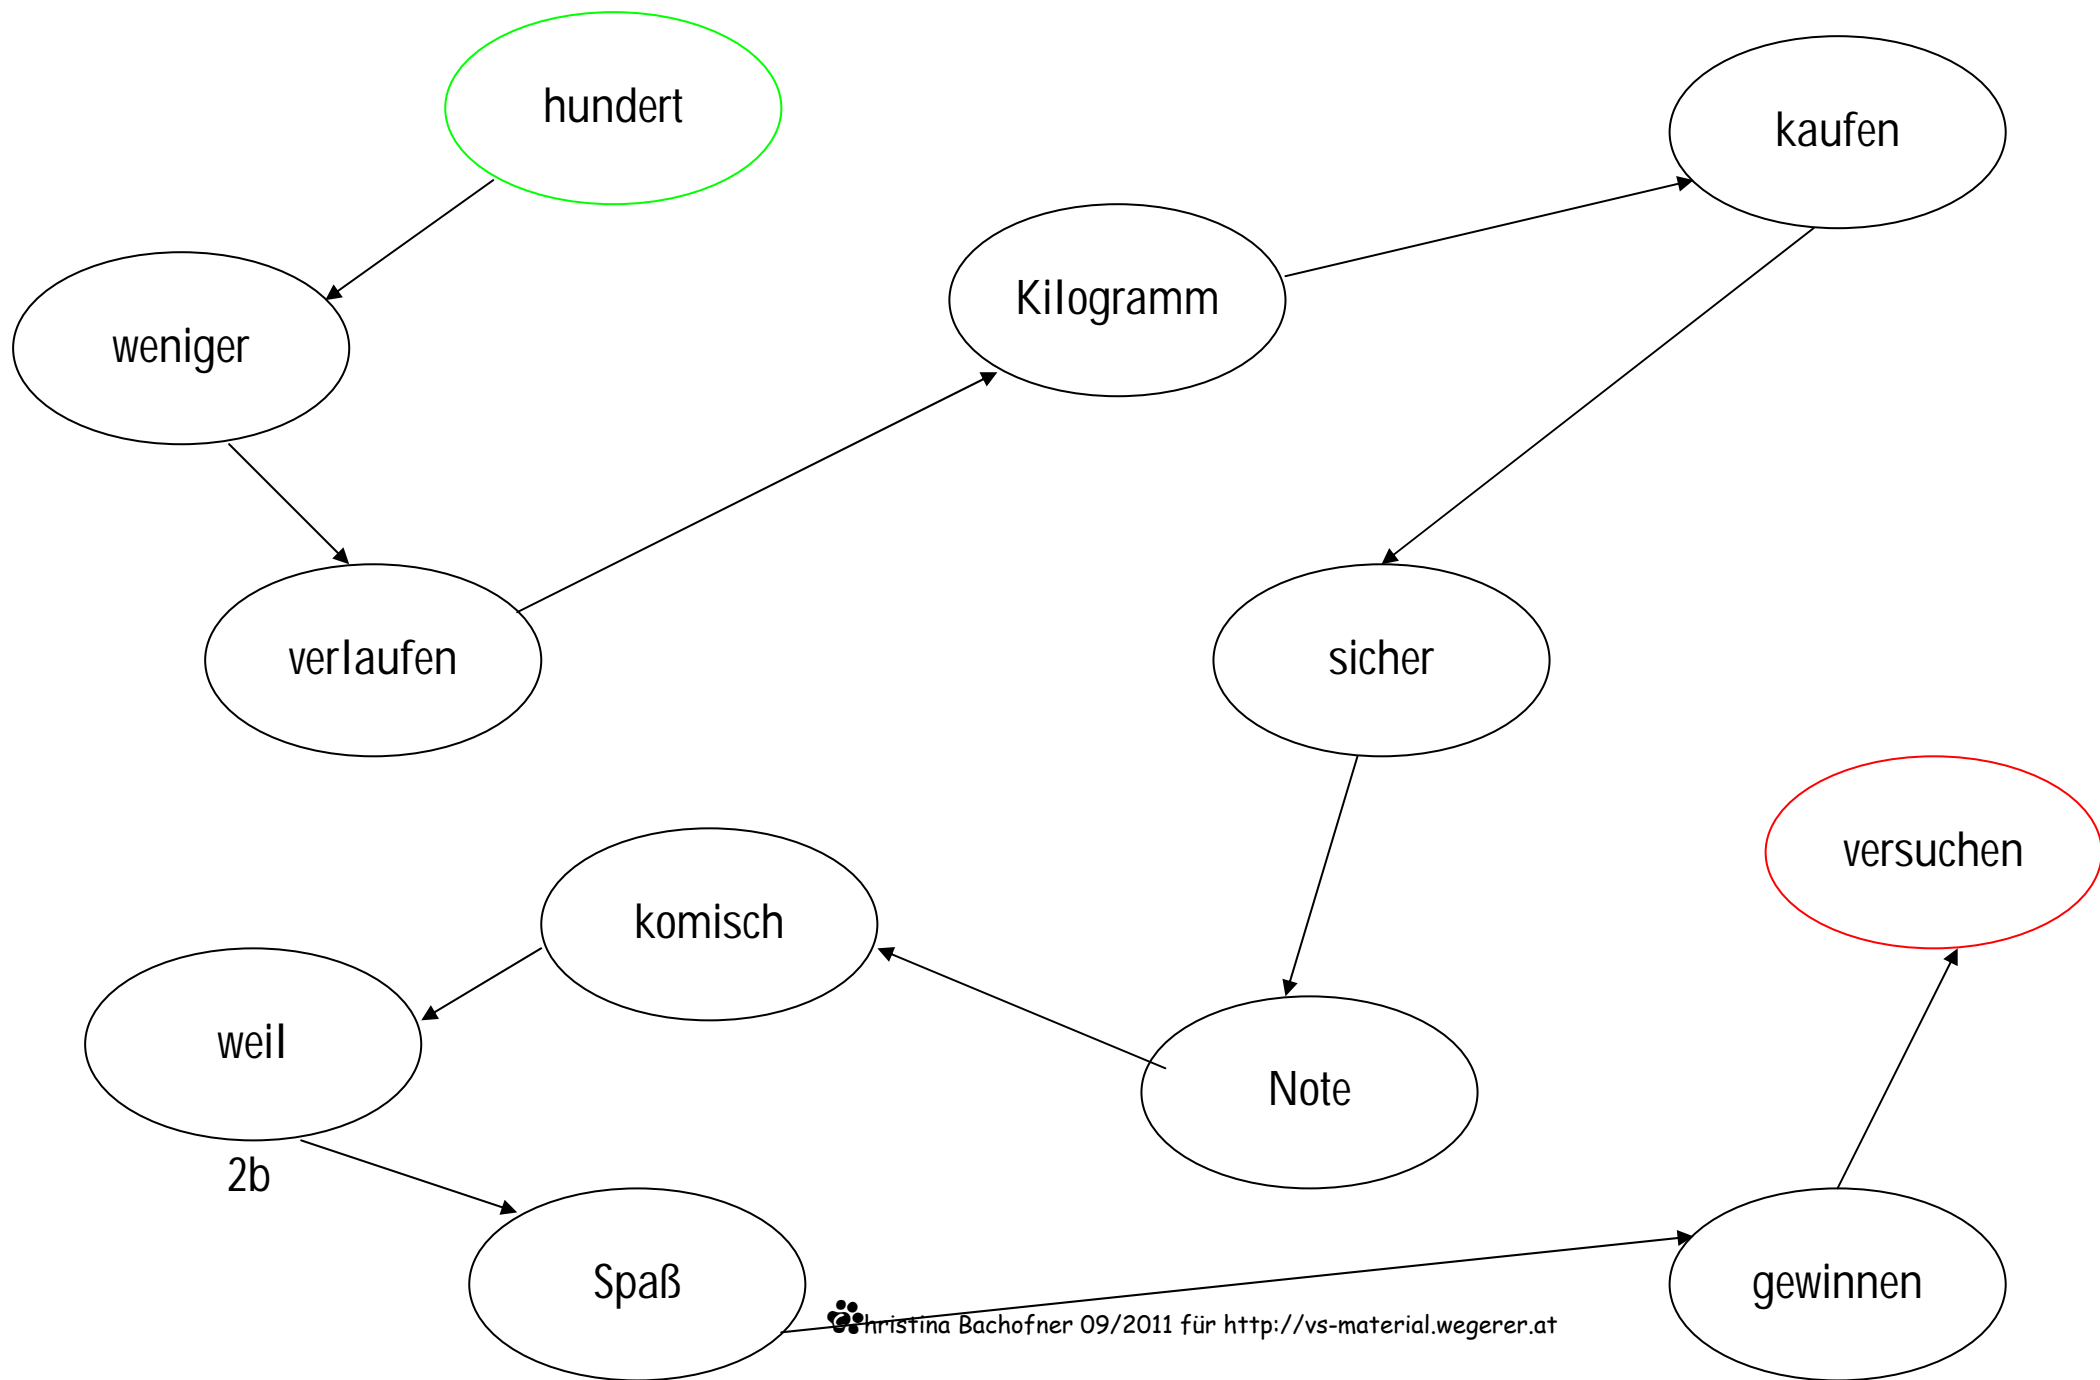 hundert
kaufen
Kilogramm
weniger
verlaufen
sicher
versuchen
komisch
weil
Note
2b
Spaß
gewinnen
Christina Bachofner 09/2011 für http://vs-material.wegerer.at